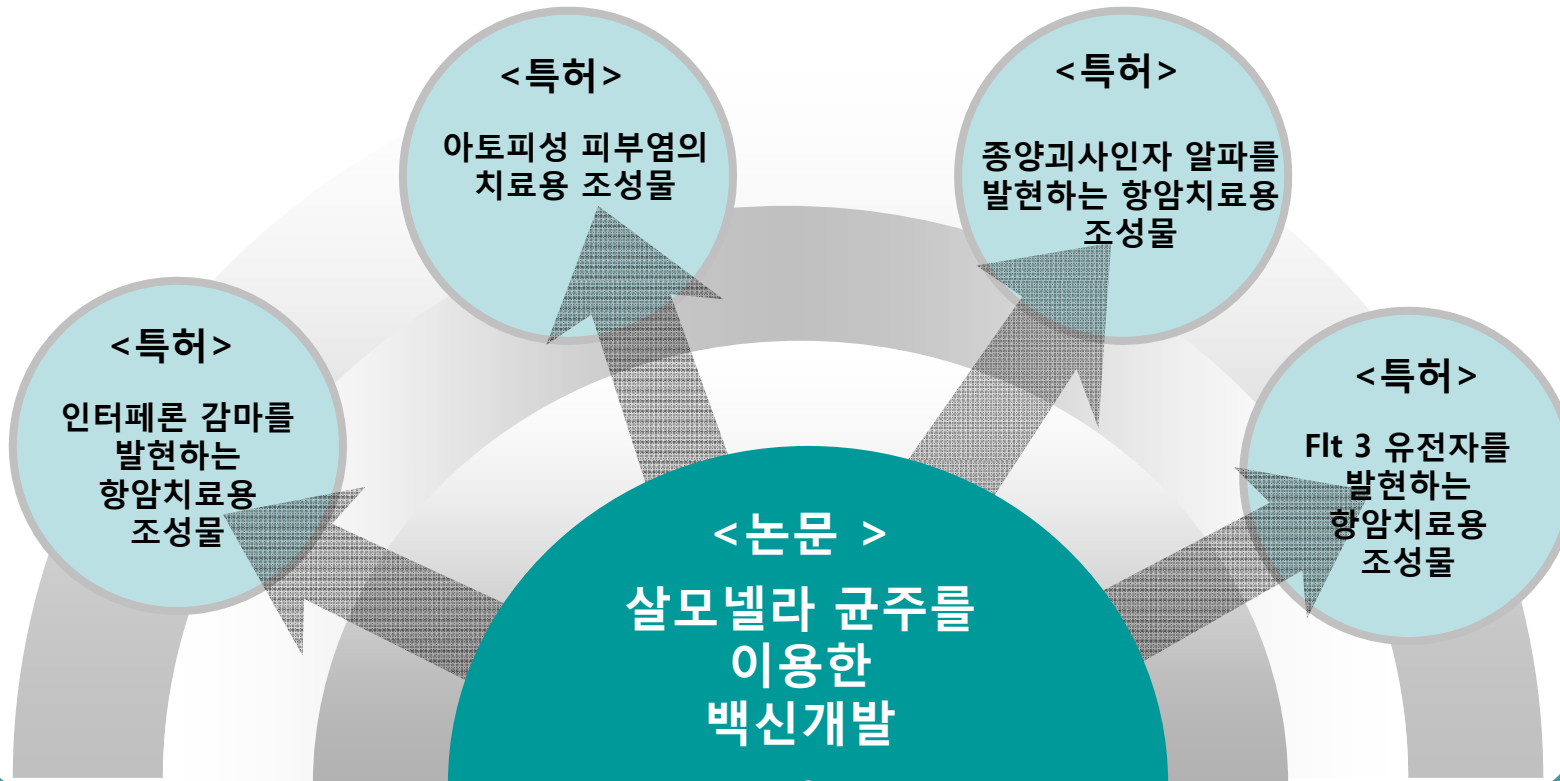 <특허>
인터페론 감마를
발현하는
항암치료용
조성물
<특허>
아토피성 피부염의
치료용 조성물
<특허>
종양괴사인자 알파를
발현하는 항암치료용
조성물
<특허>
Flt 3 유전자를
발현하는
항암치료용
조성물
<논문 >
살모넬라 균주를
이용한
백신개발